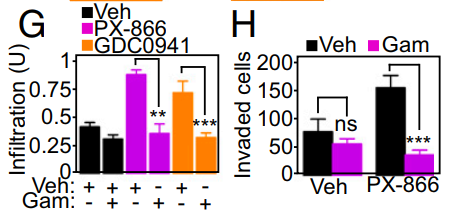 G
Veh
PX-866
GDC0941
Infiltration (U)
1
0.75
0.5
0.25
0
**
***
Veh: + + + - + -
Gam: - + - + - +
H
Veh Gam
Invaded cells
200
150
100
50
0
ns
***
Veh PX-866